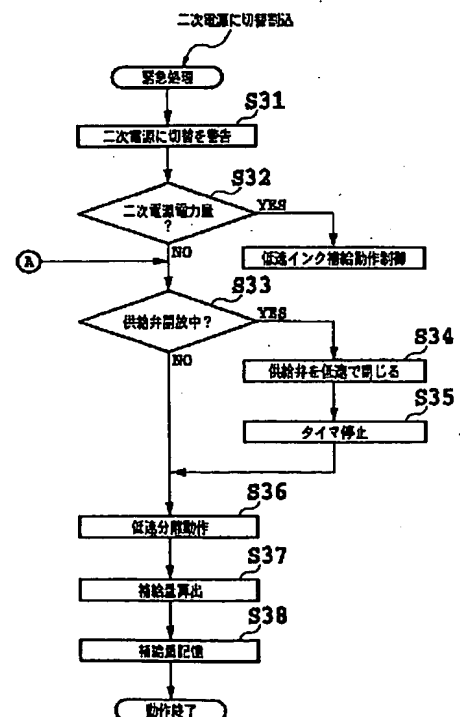 二次電源に切替割込
緊急処理
S31
二次電源に切替を警告
S32
二次電源電力量
?
YES
NO
低速インク補給動作制御
A
S33
供給弁開放中?
YES
NO
S34
供給弁を低速で閉じる
S35
タイマ停止
S36
低速分離動作
S37
補給量算出
S38
補給量記憶
動作終了